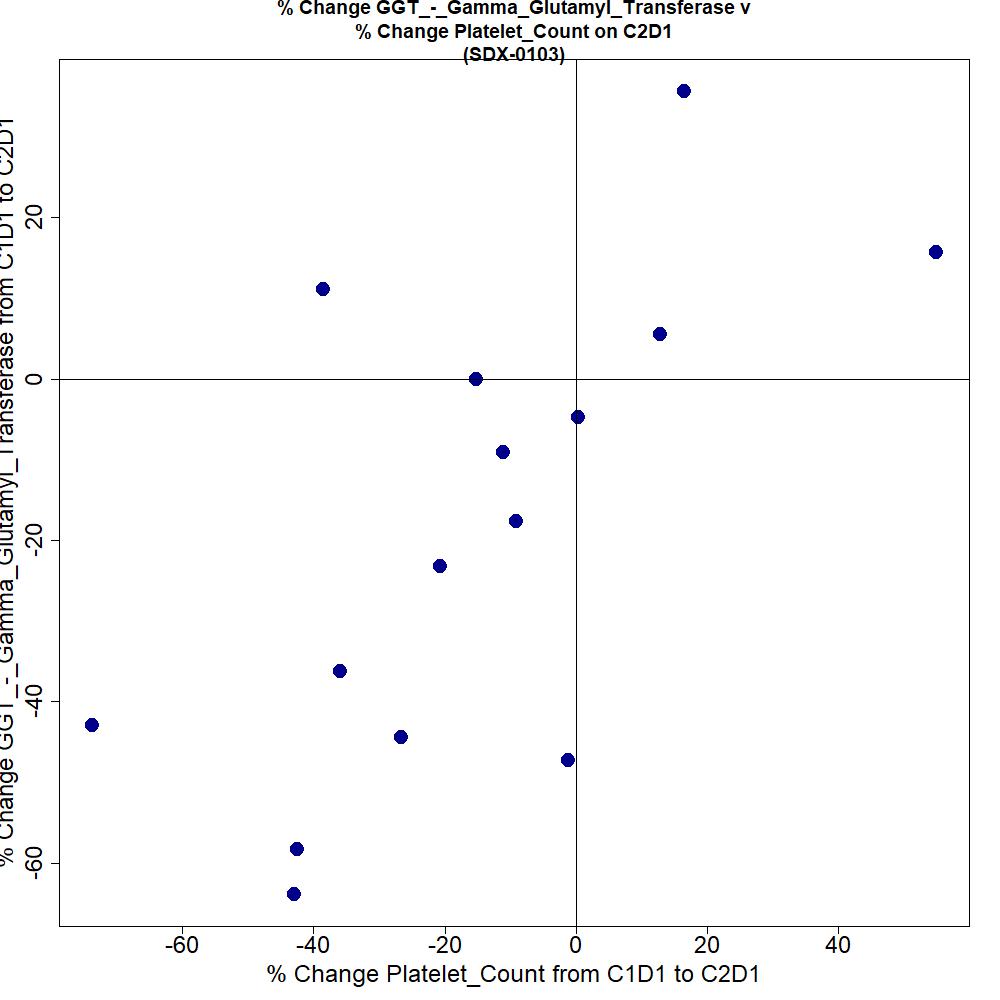 % Change GGT_-_Gamma_Glutamyl_Transferase v
% Change Platelet_Count on C2D1
(SDX-0103)
% Change GGT_-_Gamma_Glutamyl_Transferase from C1D1 to C2D1
20
0
-20
-40
-60
-60 -40 -20 0 20 40
% Change Platelet_Count from C1D1 to C2D1